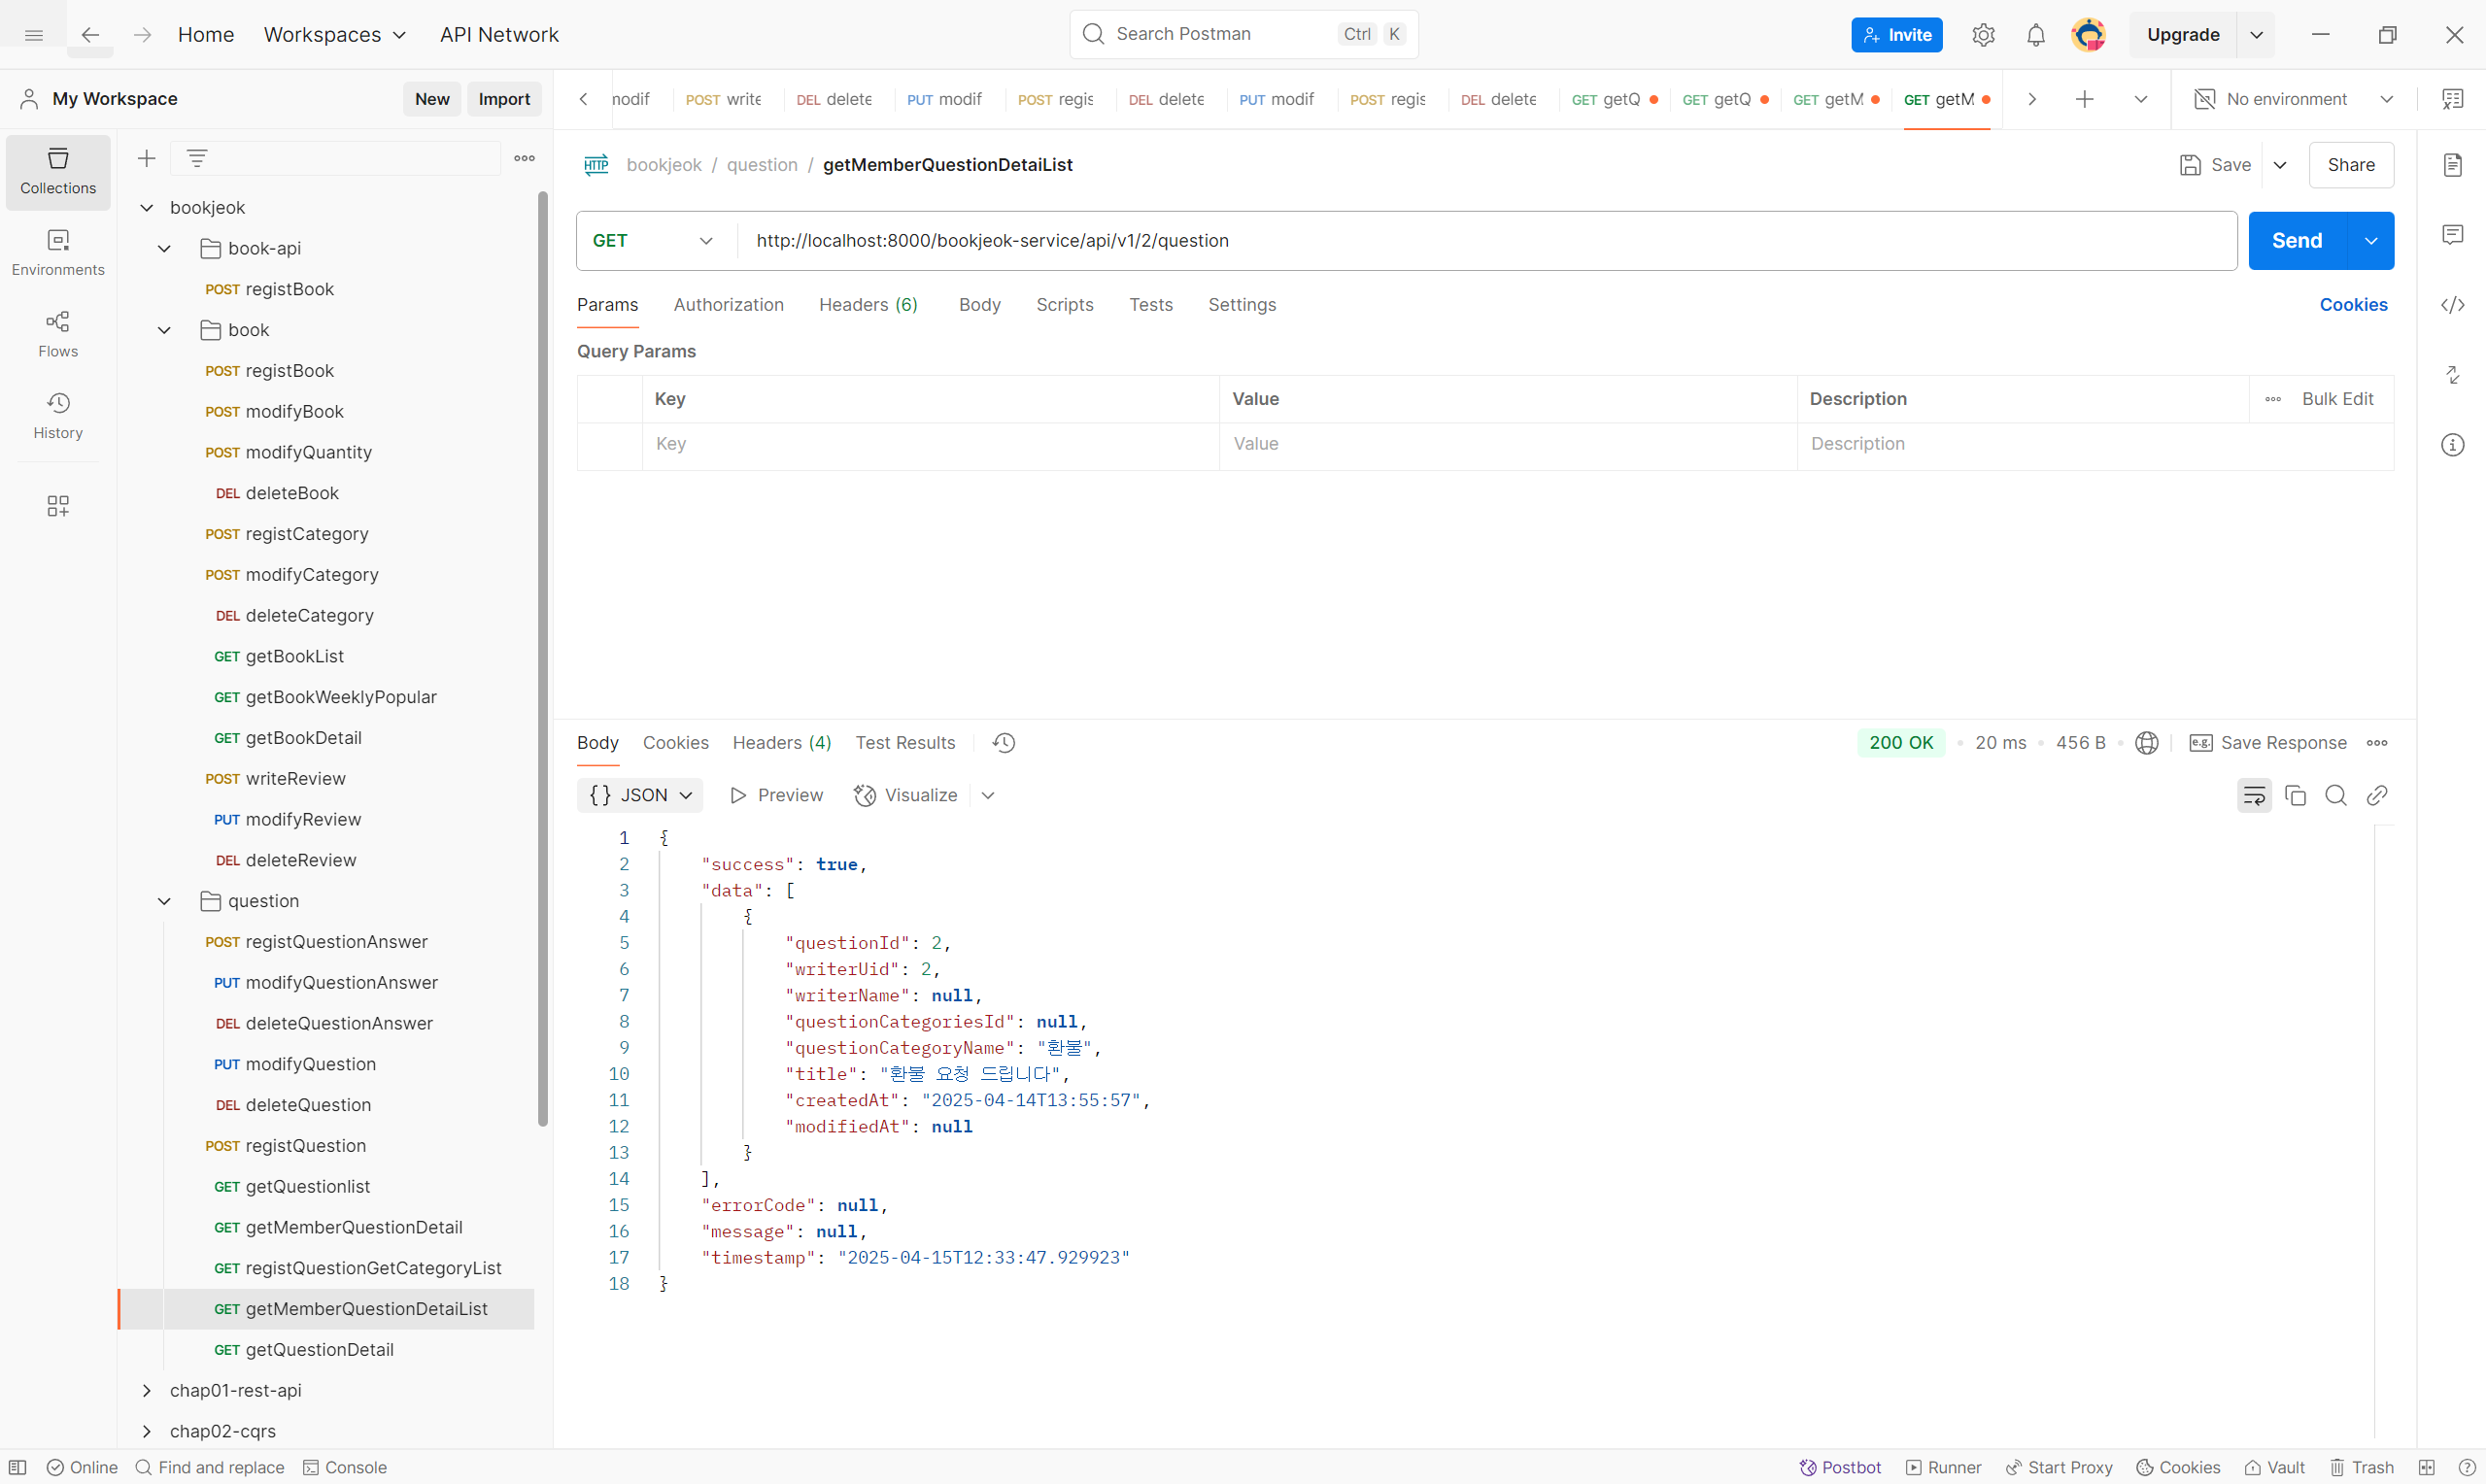 Home Workspaces API Network Search Postman Ctrl K Invite Upgrade
My Workspace New Import
modif POST write DEL delete PUT modif POST regis DEL delete PUT modif POST regis DEL delete GET getQ GET getQ GET getM GET getM No environment
Collections
Environments
Flows
History
bookjeok
book-api
POST registBook
book
POST registBook
POST modifyBook
POST modifyQuantity
DEL deleteBook
POST registCategory
POST modifyCategory
DEL deleteCategory
GET getBookList
GET getBookWeeklyPopular
GET getBookDetail
POST writeReview
PUT modifyReview
DEL deleteReview
question
POST registQuestionAnswer
PUT modifyQuestionAnswer
DEL deleteQuestionAnswer
PUT modifyQuestion
DEL deleteQuestion
POST registQuestion
GET getQuestionlist
GET getMemberQuestionDetail
GET registQuestionGetCategoryList
GET getMemberQuestionDetaiList
GET getQuestionDetail
chap01-rest-api
chap02-cqrs
HTTP bookjeok / question / getMemberQuestionDetaiList Save Share
GET http://localhost:8000/bookjeok-service/api/v1/2/question Send
Params Authorization Headers (6) Body Scripts Tests Settings Cookies
Query Params
Key Value Description Bulk Edit
Key Value Description
Body Cookies Headers (4) Test Results 200 OK 20 ms 456 B e.g. Save Response
{} JSON Preview Visualize
1 {
2 "success": true,
3 "data": [
4 {
5 "questionId": 2,
6 "writerUid": 2,
7 "writerName": null,
8 "questionCategoriesId": null,
9 "questionCategoryName": "환불",
10 "title": "환불 요청 드립니다",
11 "createdAt": "2025-04-14T13:55:57",
12 "modifiedAt": null
13 }
14 ],
15 "errorCode": null,
16 "message": null,
17 "timestamp": "2025-04-15T12:33:47.929923"
18 }
Online Find and replace Console Postbot Runner Start Proxy Cookies Vault Trash